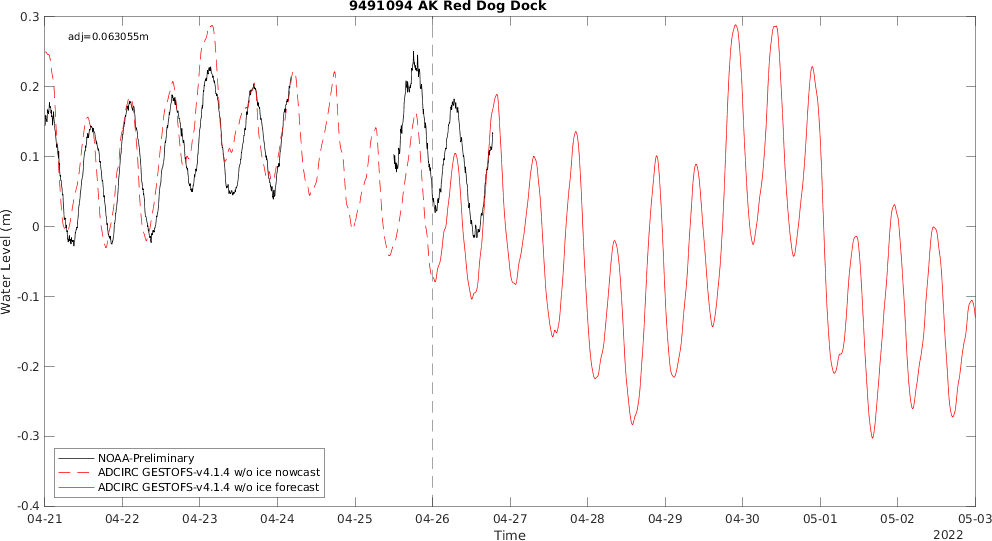 9491094 AK Red Dog Dock
adj=0.063055m
0.3
0.2
0.1
0
-0.1
-0.2
-0.3
-0.4
Water Level (m)
NOAA-Preliminary
ADCIRC GESTOFS-v4.1.4 w/o ice nowcast
ADCIRC GESTOFS-v4.1.4 w/o ice forecast
04-21 04-22 04-23 04-24 04-25 04-26 04-27 04-28 04-29 04-30 05-01 05-02 05-03
Time
2022